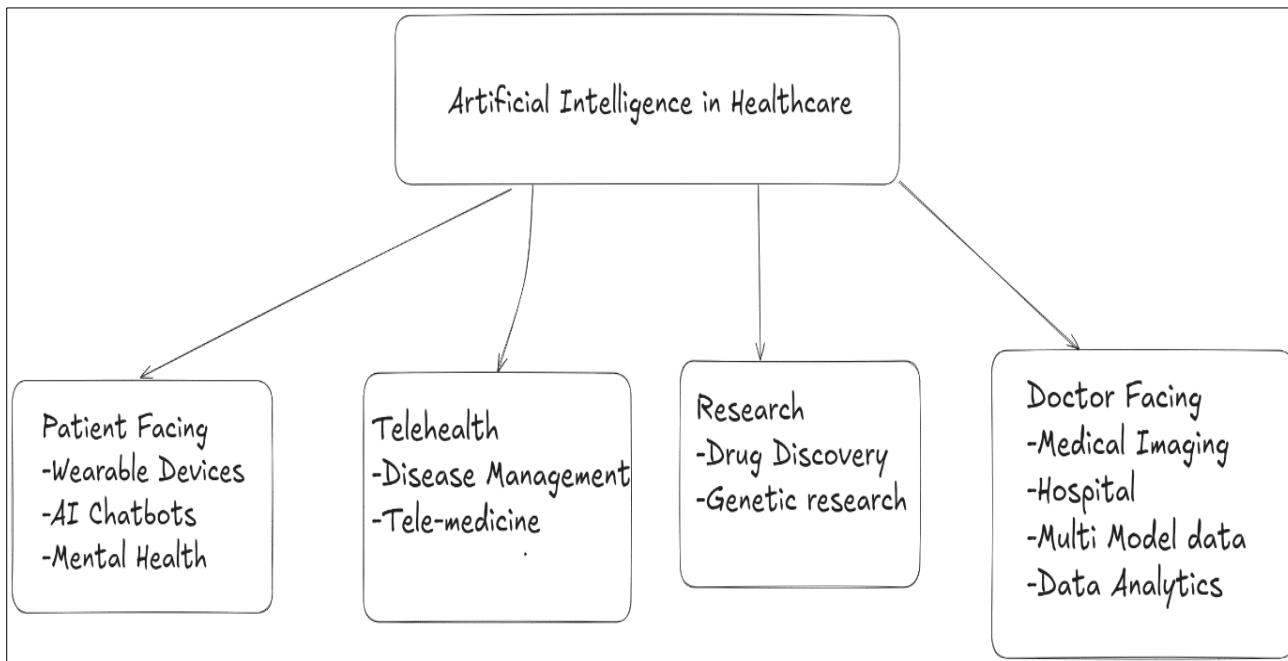 Artificial Intelligence in Healthcare
Patient Facing
-Wearable Devices
-AI Chatbots
-Mental Health
Telehealth
-Disease Management
-Tele-medicine
Research
-Drug Discovery
-Genetic research
Doctor Facing
-Medical Imaging
-Hospital
-Multi Model data
-Data Analytics